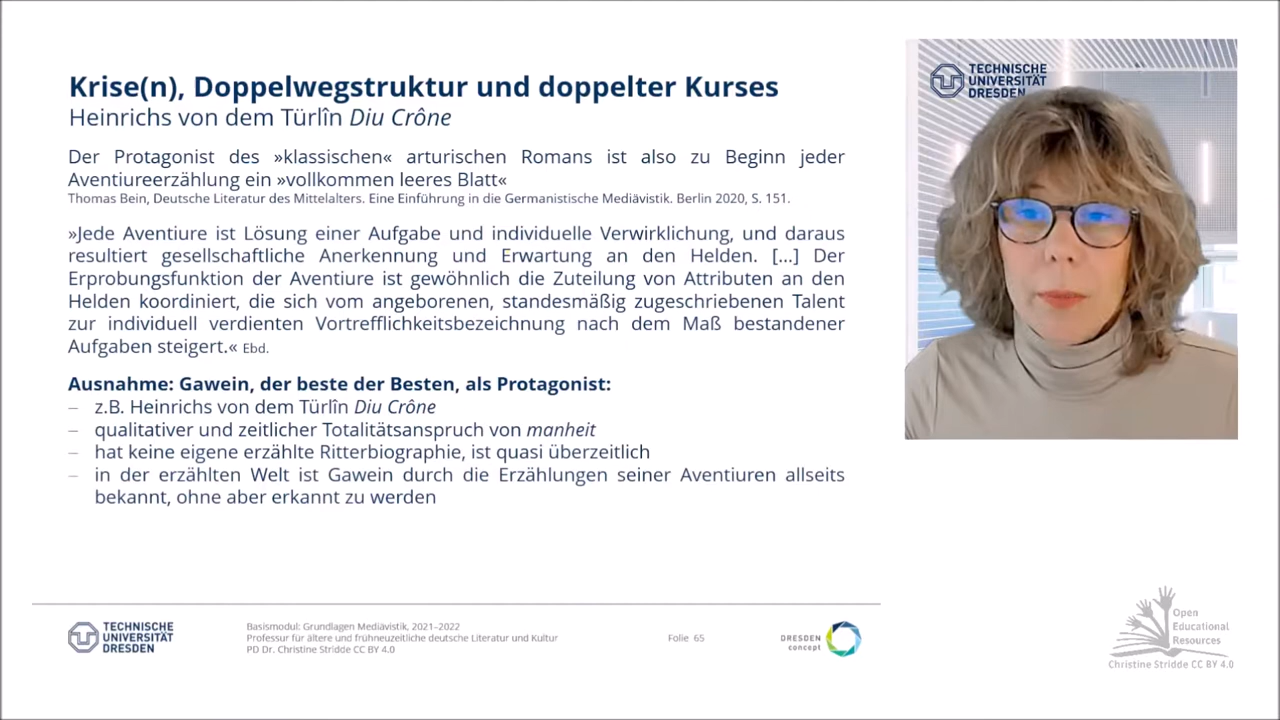 Krise(n), Doppelwegstruktur und doppelter Kurses
Heinrichs von dem Türlîn Diu Crône
Der Protagonist des »klassischen« arturischen Romans ist also zu Beginn jeder
Aventiureerzählung ein »vollkommen leeres Blatt«
Thomas Bein, Deutsche Literatur des Mittelalters. Eine Einführung in die Germanistische Mediävistik. Berlin 2020, S. 151.
»Jede Aventiure ist Lösung einer Aufgabe und individuelle Verwirklichung, und daraus
resultiert gesellschaftliche Anerkennung und Erwartung an den Helden. [...] Der
Erprobungsfunktion der Aventiure ist gewöhnlich die Zuteilung von Attributen an den
Helden koordiniert, die sich vom angeborenen, standesmäßig zugeschriebenen Talent
zur individuell verdienten Vortrefflichkeitsbezeichnung nach dem Maß bestandener
Aufgaben steigert.« Ebd.
Ausnahme: Gawein, der beste der Besten, als Protagonist:
– z.B. Heinrichs von dem Türlîn Diu Crône
– qualitativer und zeitlicher Totalitätsanspruch von manheit
– hat keine eigene erzählte Ritterbiographie, ist quasi überzeitlich
– in der erzählten Welt ist Gawein durch die Erzählungen seiner Aventiuren allseits
bekannt, ohne aber erkannt zu werden
TECHNISCHE
UNIVERSITÄT
DRESDEN
Basismodul: Grundlagen Mediävistik, 2021–2022
Professur für ältere und frühneuzeitliche deutsche Literatur und Kultur
PD Dr. Christine Stridde CC BY 4.0
Folie 65
DRESDEN
concept
TECHNISCHE
UNIVERSITÄT
DRESDEN
Open
Educational
Resources
Christine Stridde CC BY 4.0